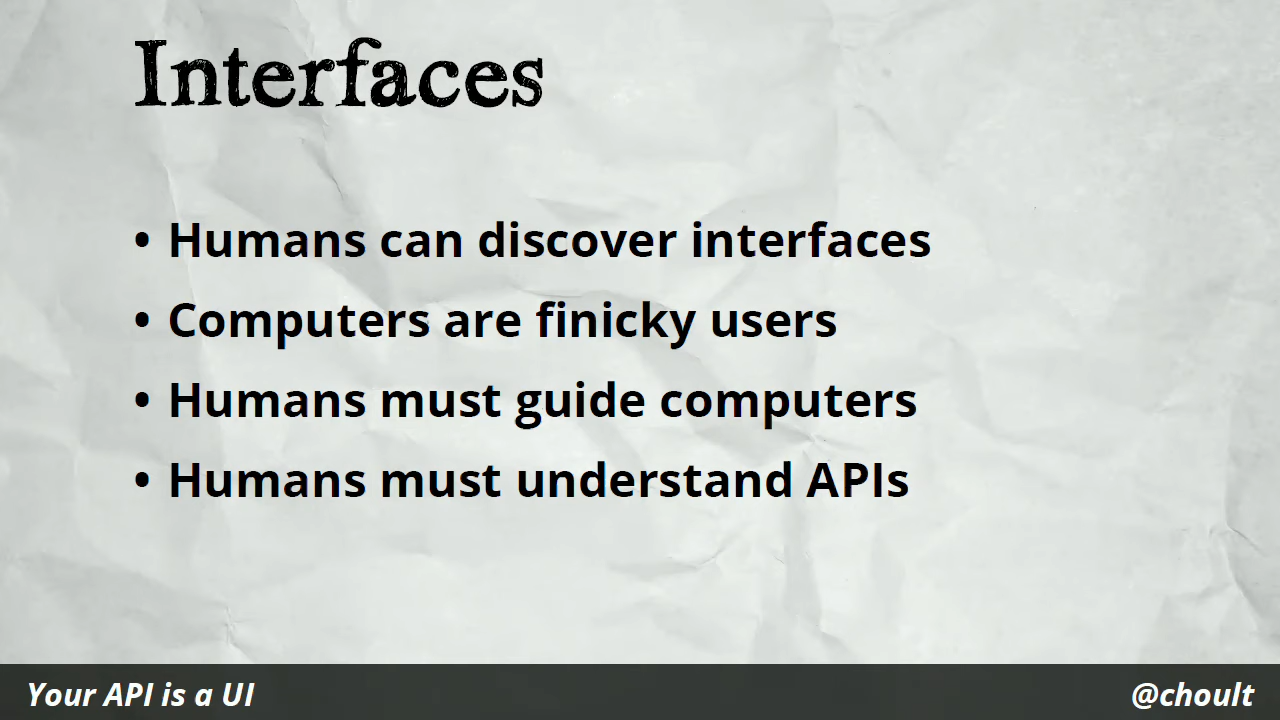 Interfaces
• Humans can discover interfaces
• Computers are finicky users
• Humans must guide computers
• Humans must understand APIs
Your API is a UI
@choult